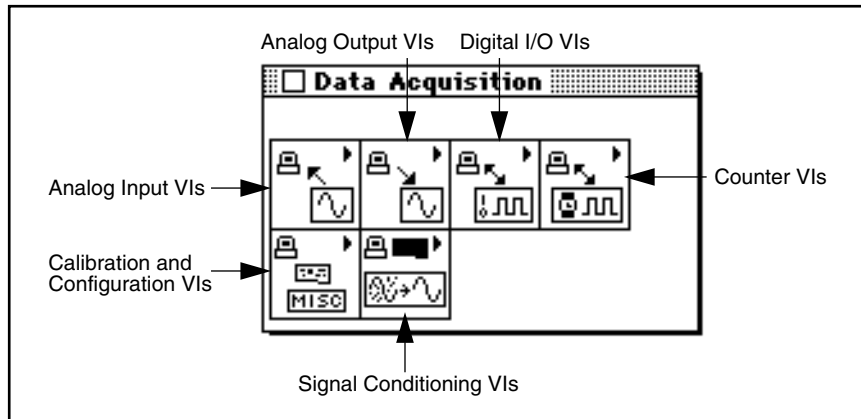 Analog Output VIs Digital I/O VIs
Data Acquisition
Analog Input VIs
Counter VIs
Calibration and
Configuration VIs
MISC
Signal Conditioning VIs